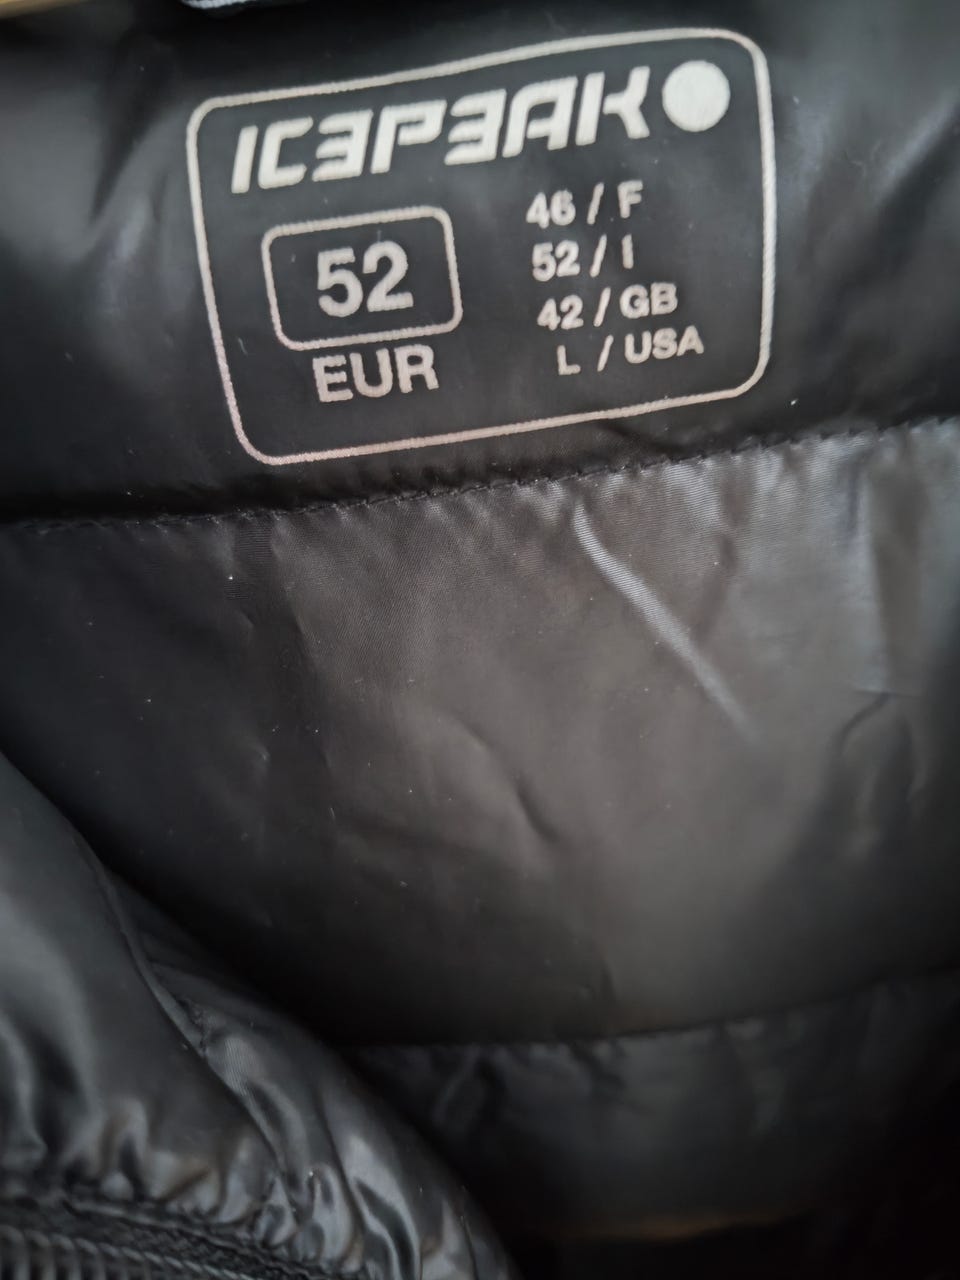 ICEPEAK
52
EUR
46 / F
52 / I
42 / GB
L / USA